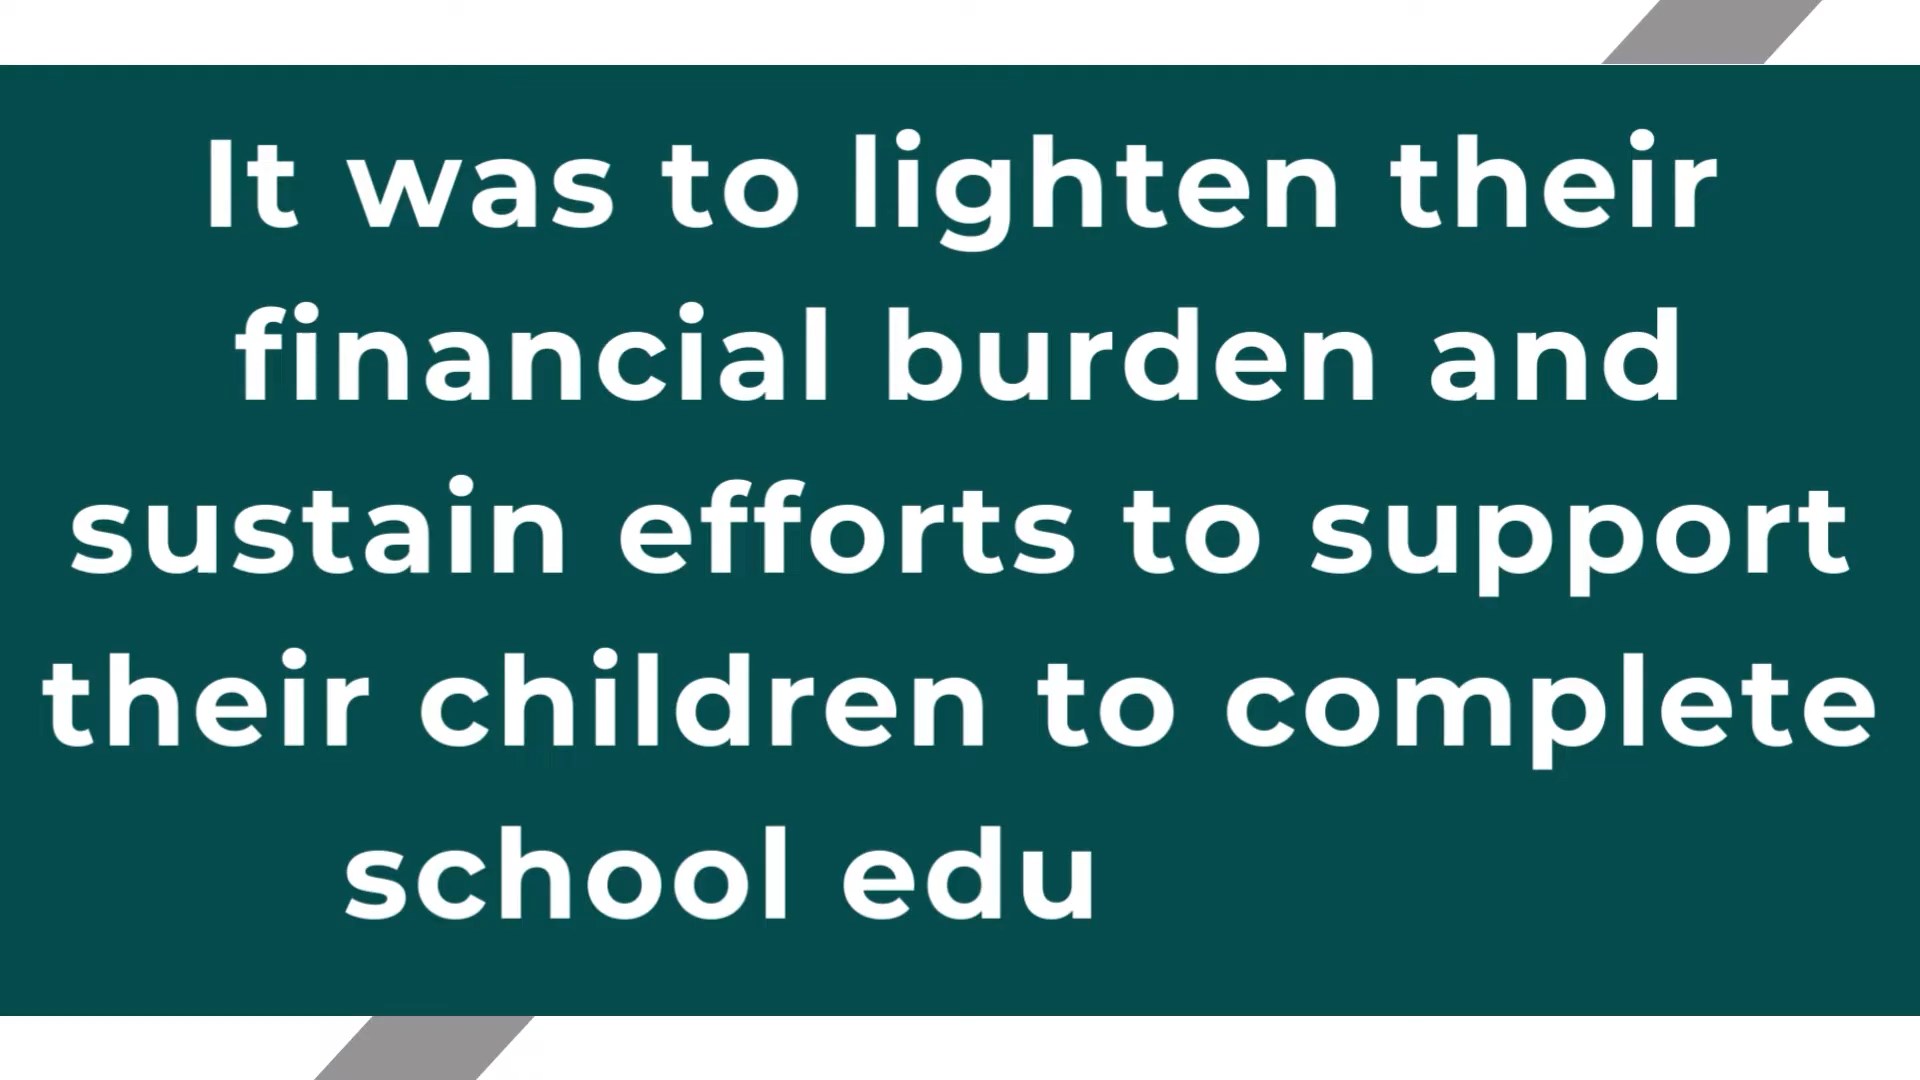 It was to lighten their
financial burden and
sustain efforts to support
their children to complete
school edu